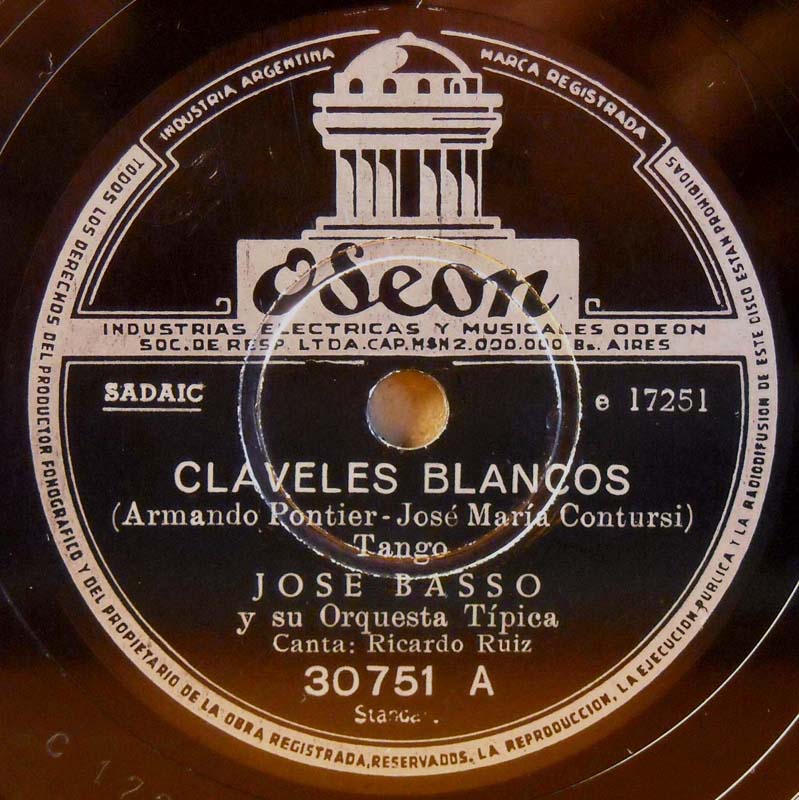 INDUSTRIA ARGENTINA
MARCA REGISTRADA
Odeon
INDUSTRIAS ELECTRICAS Y MUSICALES ODEON
SOC. DE RESP. LTDA. CAP. M$N 2.000.000 Bs. AIRES
SADAIC
e 17251
CLAVELES BLANCOS
(Armando Pontier - José María Contursi)
Tango
JOSE BASSO
y su Orquesta Típica
Canta: Ricardo Ruiz
30751 A
TODOS LOS DERECHOS DEL PRODUCTOR FONOGRAFICO Y DEL PROPIETARIO DE LA OBRA REGISTRADA, RESERVADOS. LA REPRODUCCION, LA EJECUCION PUBLICA Y LA RADIODIFUSION DE ESTE DISCO ESTAN PROHIBIDAS